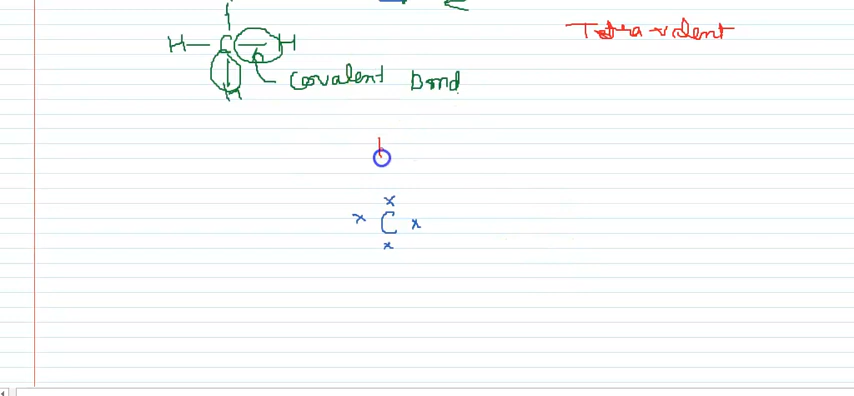 Tetra valent
H — C — H
H
Covalent bond
x
x C x
x